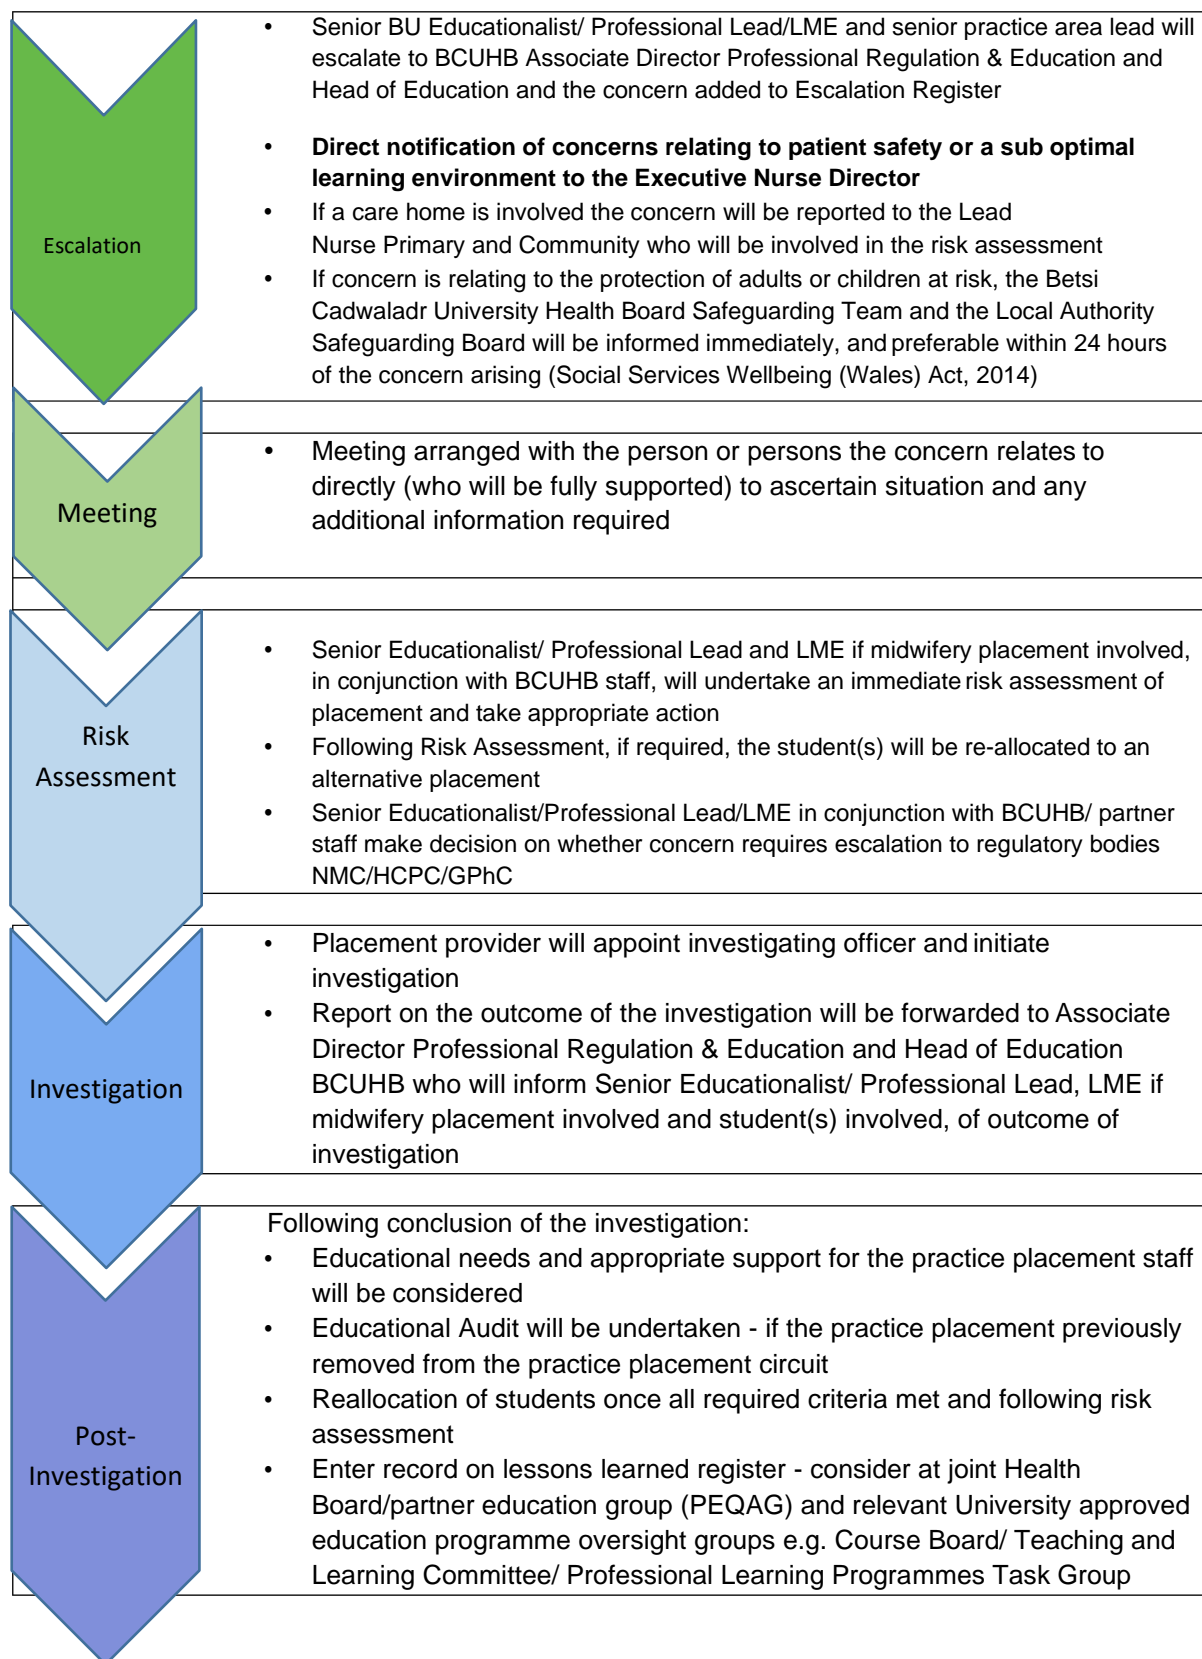 Escalation
• Senior BU Educationalist/ Professional Lead/LME and senior practice area lead will
escalate to BCUHB Associate Director Professional Regulation & Education and
Head of Education and the concern added to Escalation Register
• Direct notification of concerns relating to patient safety or a sub optimal
learning environment to the Executive Nurse Director
• If a care home is involved the concern will be reported to the Lead
Nurse Primary and Community who will be involved in the risk assessment
• If concern is relating to the protection of adults or children at risk, the Betsi
Cadwaladr University Health Board Safeguarding Team and the Local Authority
Safeguarding Board will be informed immediately, and preferable within 24 hours
of the concern arising (Social Services Wellbeing (Wales) Act, 2014)
Meeting
• Meeting arranged with the person or persons the concern relates to
directly (who will be fully supported) to ascertain situation and any
additional information required
Risk
Assessment
• Senior Educationalist/ Professional Lead and LME if midwifery placement involved,
in conjunction with BCUHB staff, will undertake an immediate risk assessment of
placement and take appropriate action
• Following Risk Assessment, if required, the student(s) will be re-allocated to an
alternative placement
• Senior Educationalist/Professional Lead/LME in conjunction with BCUHB/ partner
staff make decision on whether concern requires escalation to regulatory bodies
NMC/HCPC/GPhC
Investigation
• Placement provider will appoint investigating officer and initiate
investigation
• Report on the outcome of the investigation will be forwarded to Associate
Director Professional Regulation & Education and Head of Education
BCUHB who will inform Senior Educationalist/ Professional Lead, LME if
midwifery placement involved and student(s) involved, of outcome of
investigation
Post-
Investigation
Following conclusion of the investigation:
• Educational needs and appropriate support for the practice placement staff
will be considered
• Educational Audit will be undertaken - if the practice placement previously
removed from the practice placement circuit
• Reallocation of students once all required criteria met and following risk
assessment
• Enter record on lessons learned register - consider at joint Health
Board/partner education group (PEQAG) and relevant University approved
education programme oversight groups e.g. Course Board/ Teaching and
Learning Committee/ Professional Learning Programmes Task Group